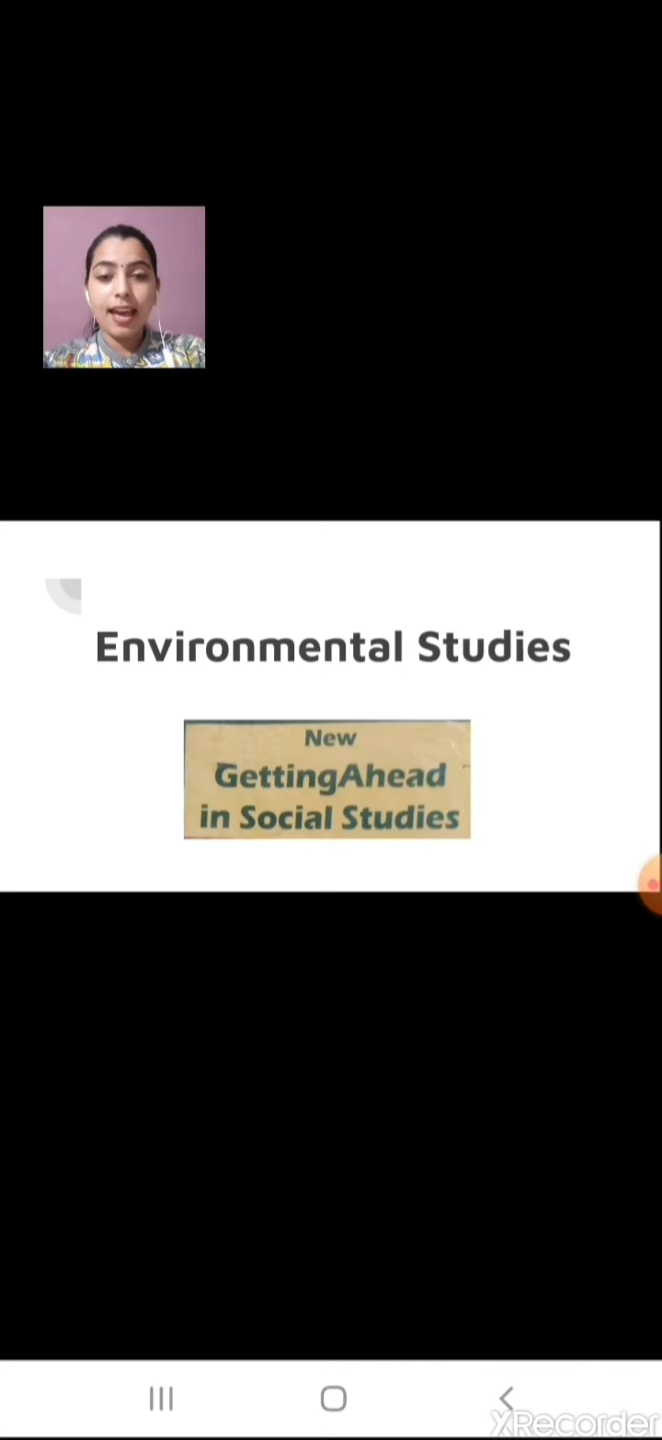 Environmental Studies
New
GettingAhead
in Social Studies
XRecorder